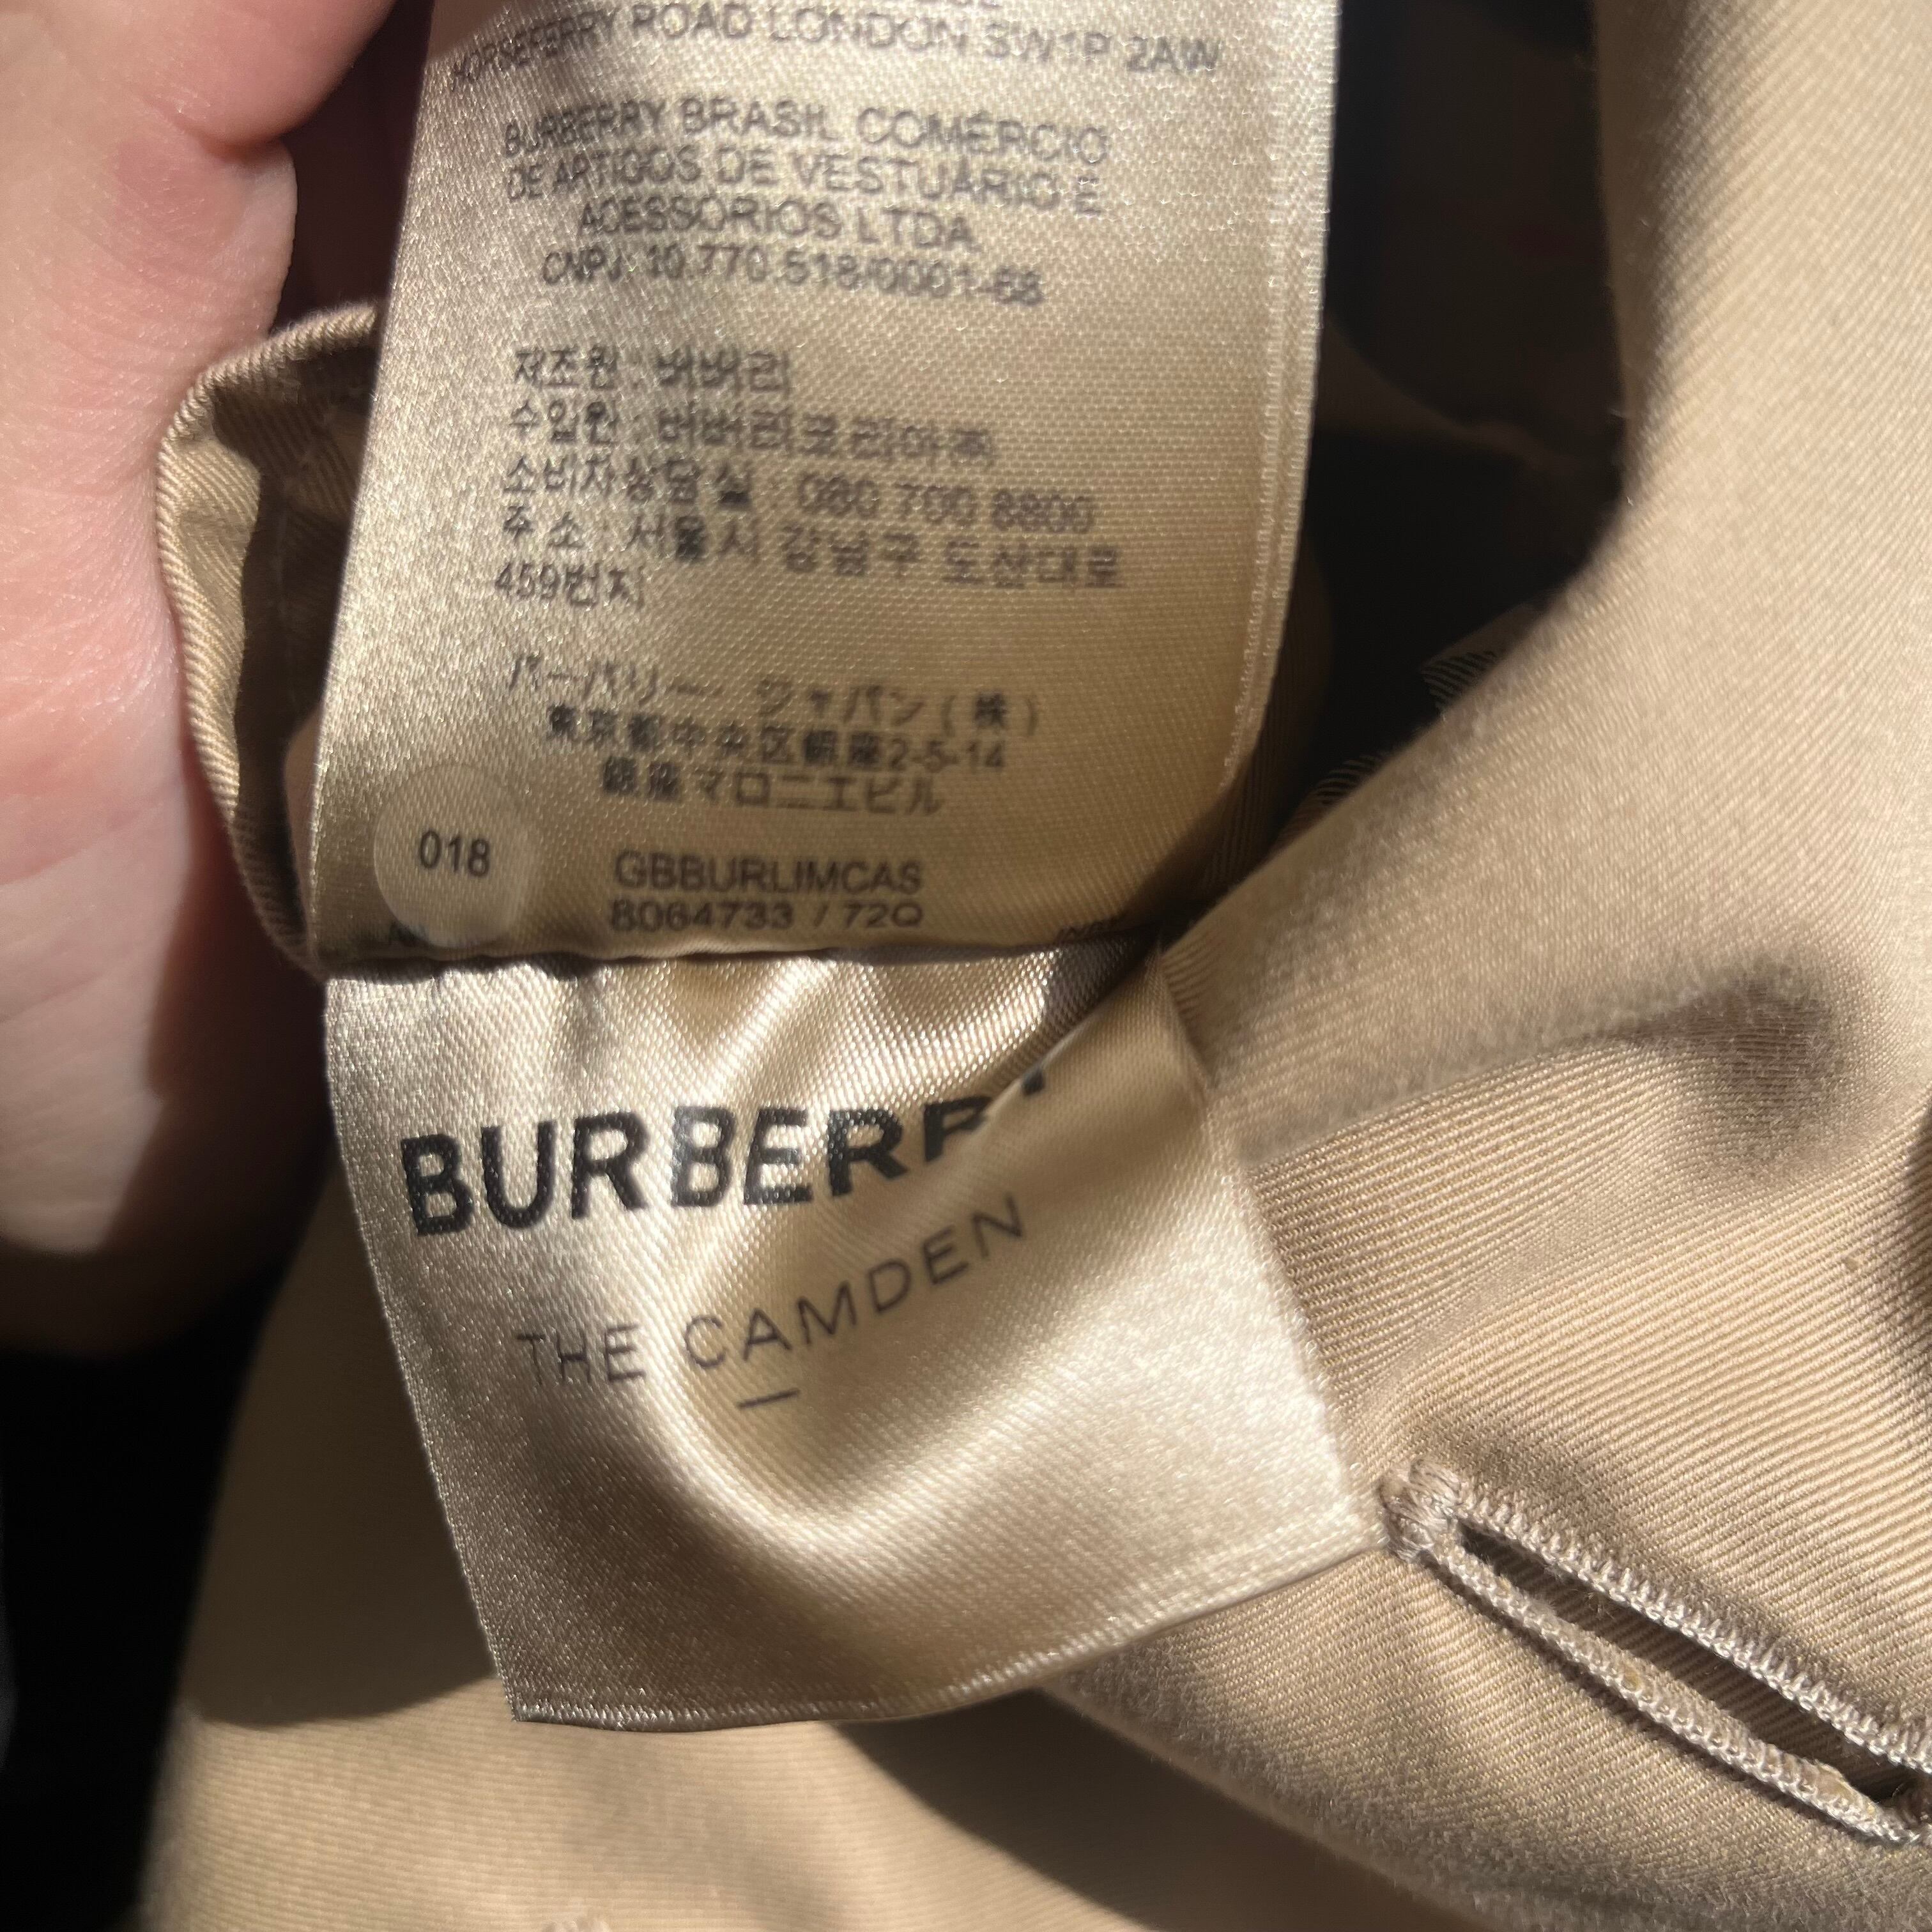 HORSEFERRY ROAD LONDON SW1P 2AW
BURBERRY BRASIL COMÉRCIO
DE ARTIGOS DE VESTUÁRIO E
ACESSÓRIOS LTDA
CNPJ: 10.770.518/0001-68
제조원 : 버버리
수입원 : 버버리코리아㈜
소비자상담실 : 080 700 8800
주 소 : 서울시 강남구 도산대로
459번지
バーバリー・ジャパン(株)
東京都中央区銀座2-5-14
銀座マロニエビル
018
GBBURLIMCAS
8064733 / 72Q
BURBERRY
THE CAMDEN